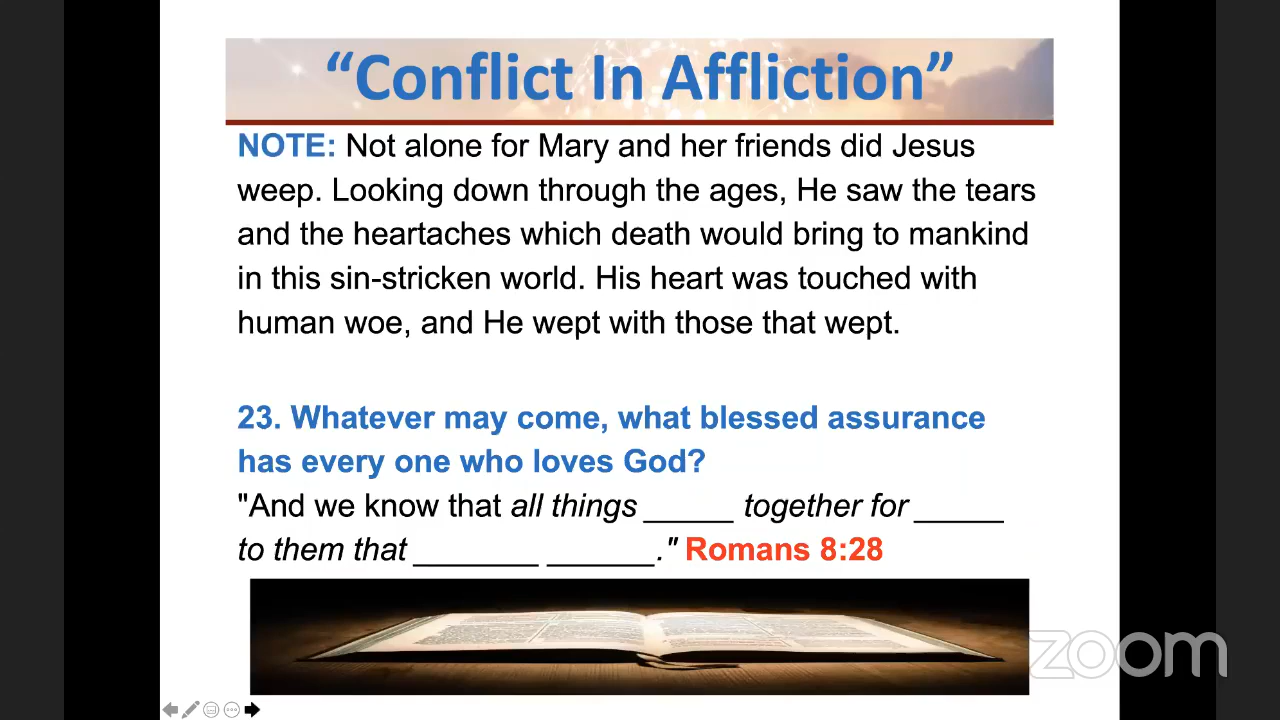 “Conflict In Affliction”
NOTE: Not alone for Mary and her friends did Jesus
weep. Looking down through the ages, He saw the tears
and the heartaches which death would bring to mankind
in this sin-stricken world. His heart was touched with
human woe, and He wept with those that wept.
23. Whatever may come, what blessed assurance
has every one who loves God?
"And we know that all things _____ together for _____
to them that _______ ______." Romans 8:28
zoom